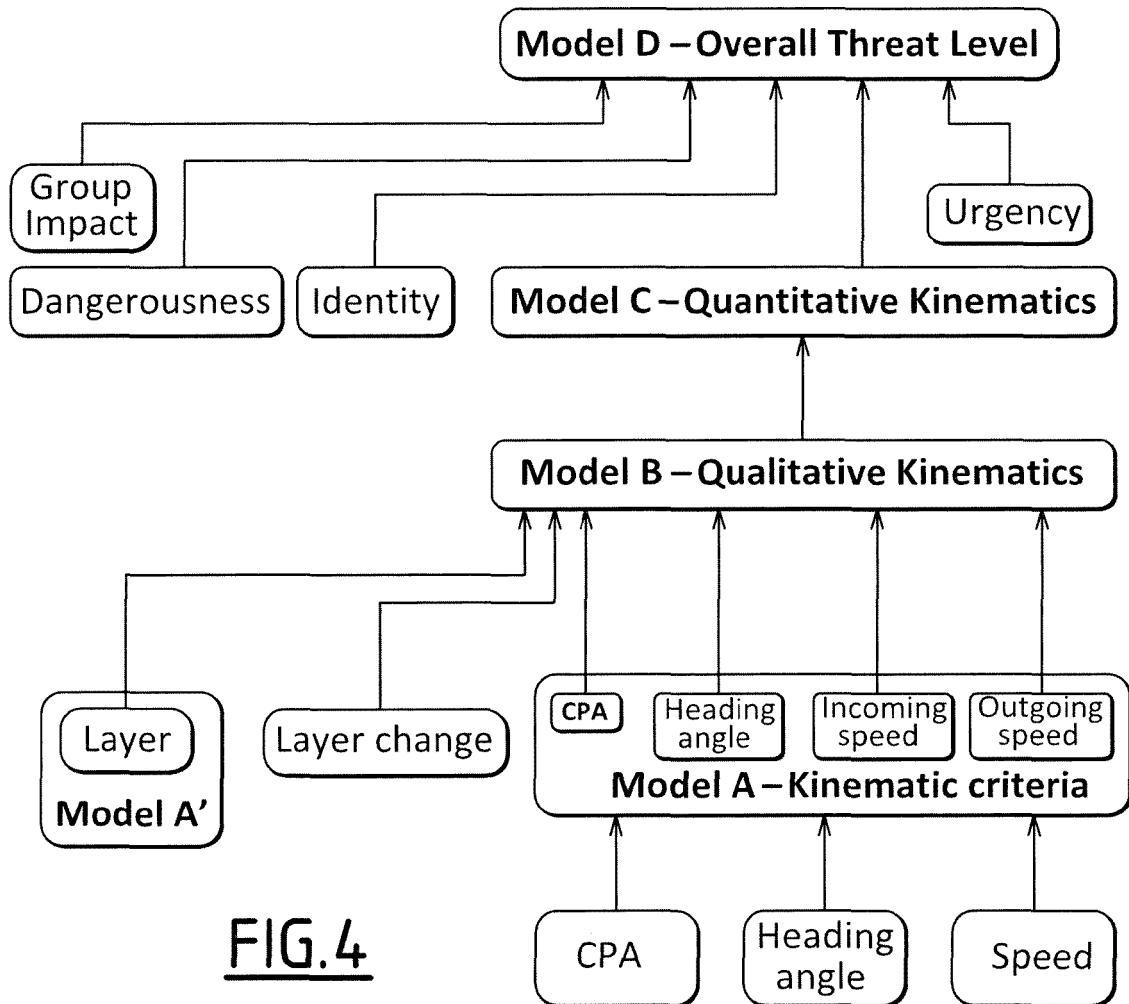 Model D – Overall Threat Level
Group
Impact
Urgency
Dangerousness
Identity
Model C – Quantitative Kinematics
Model B – Qualitative Kinematics
CPA
Heading
angle
Incoming
speed
Outgoing
speed
Layer
Layer change
Model A – Kinematic criteria
Model A'
CPA
Heading
angle
Speed
FIG.4